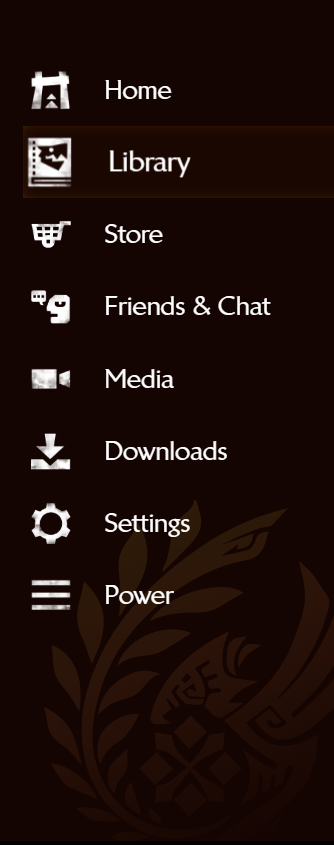 Home
Library
Store
Friends & Chat
Media
Downloads
Settings
Power